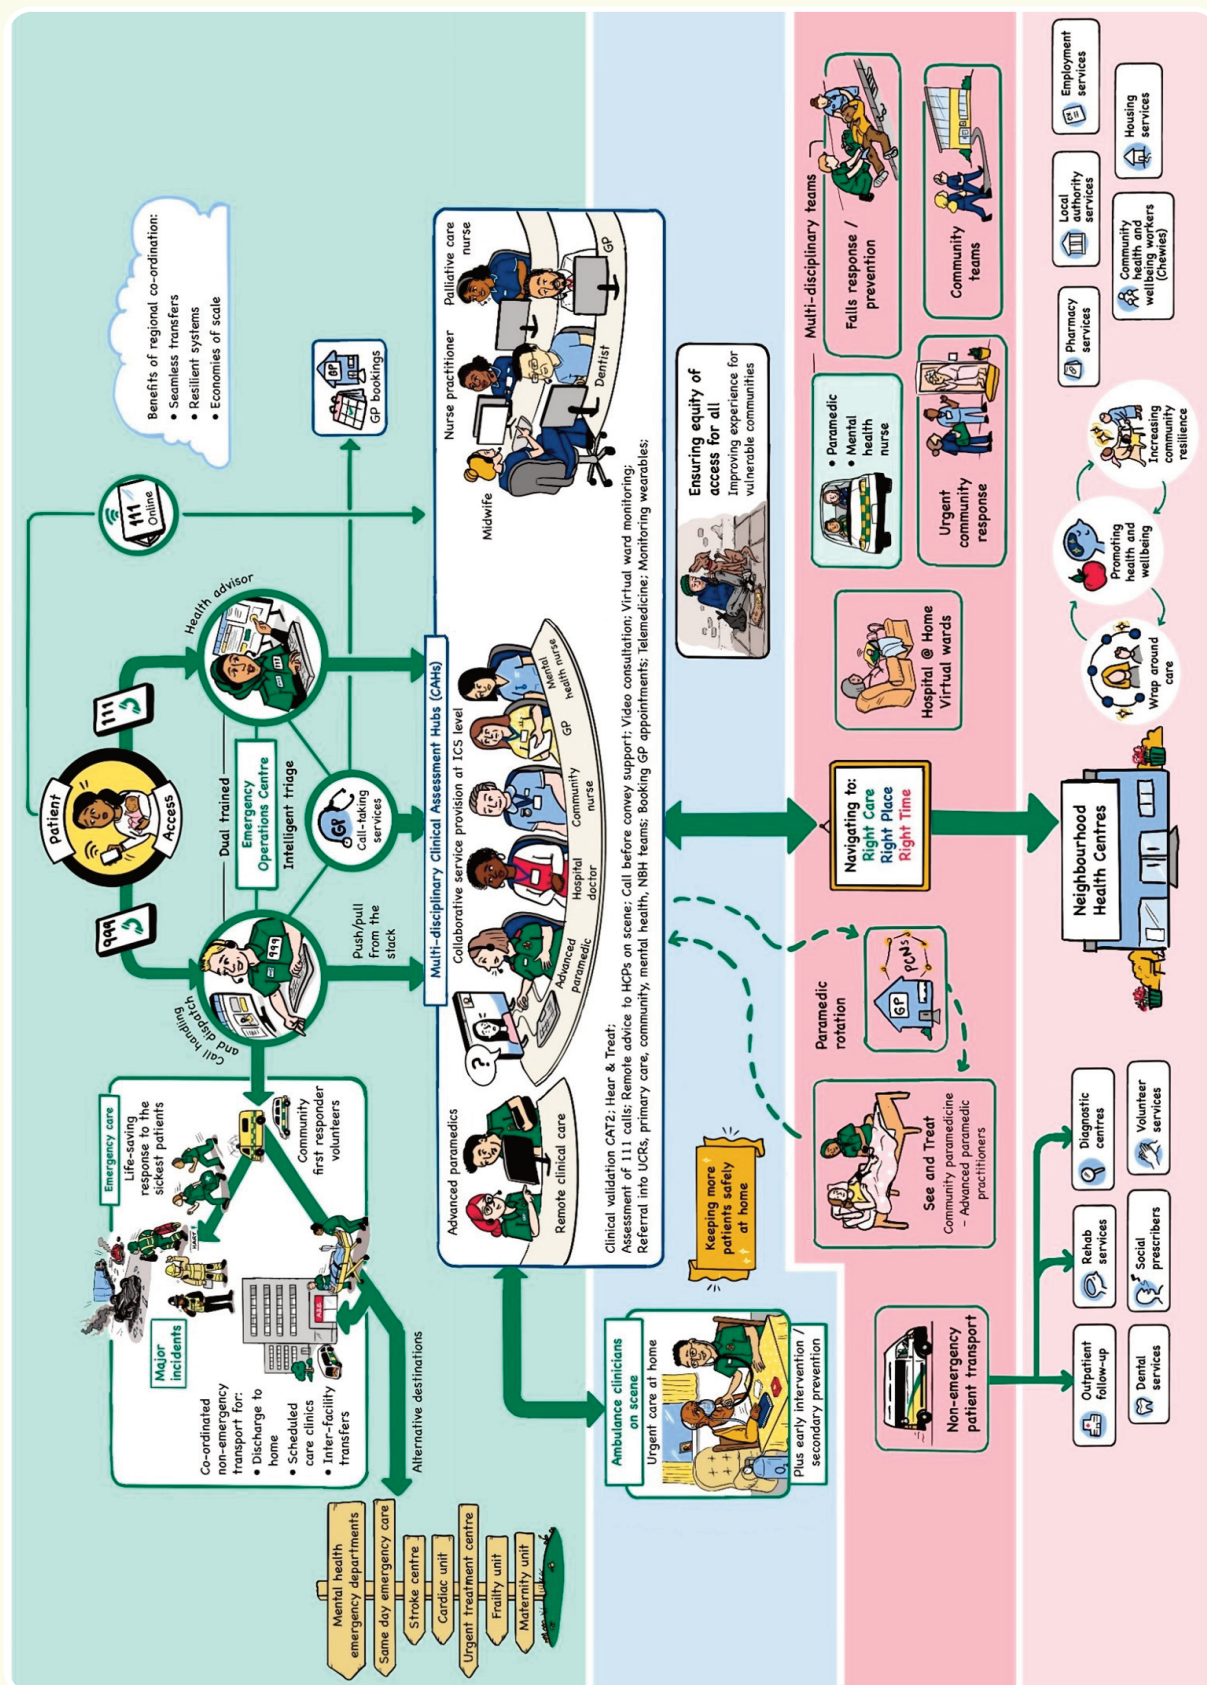 Patient
Access
999
111
111
Online
Benefits of regional co-ordination:
• Seamless transfers
• Resilient systems
• Economies of scale
Call handling
and dispatch
999
Dual trained
Emergency
Operations Centre
Intelligent triage
Health advisor
GP
Call-taking
services
Push/pull
from the
stack
GP
GP bookings
Emergency care
Life-saving
response to the
sickest patients
Community
first responder
volunteers
HART
Major
incidents
A&E
Co-ordinated
non-emergency
transport for:
• Discharge to
home
• Scheduled
care clinics
• Inter-facility
transfers
Alternative destinations
Mental health
emergency departments
Same day emergency care
Stroke centre
Cardiac unit
Urgent treatment centre
Frailty unit
Maternity unit
Multi-disciplinary Clinical Assessment Hubs (CAHs)
Collaborative service provision at ICS level
Advanced paramedics
Remote clinical care
?
Advanced
paramedic
Hospital
doctor
Community
nurse
GP
Mental
health nurse
Midwife
Nurse practitioner
Palliative care
nurse
Dentist
GP
Clinical validation CAT2; Hear & Treat;
Assessment of 111 calls; Remote advice to HCPs on scene; Call before convey support; Video consultation; Virtual ward monitoring;
Referral into UCRs, primary care, community, mental health, NBH teams; Booking GP appointments; Telemedicine; Monitoring wearables;
Ambulance clinicians
on scene
Urgent care at home
O₂
Plus early intervention /
secondary prevention
Keeping more
patients safely
at home
Ensuring equity of
access for all
Improving experience for
vulnerable communities
Non-emergency
patient transport
See and Treat
Community paramedicine
– Advanced paramedic
practitioners
Paramedic
rotation
GP
PCNs
Navigating to:
Right Care
Right Place
Right Time
Hospital @ Home
Virtual wards
• Paramedic
• Mental
health
nurse
Urgent
community
response
Multi-disciplinary teams
Falls response /
prevention
Community
teams
Outpatient
follow-up
Rehab
services
Diagnostic
centres
Dental
services
Social
prescribers
Volunteer
services
Neighbourhood
Health Centres
Wrap around
care
Promoting
health and
wellbeing
Increasing
community
resilience
Pharmacy
services
Local
authority
services
Employment
services
Community
health and
wellbeing workers
(Chewies)
Housing
services